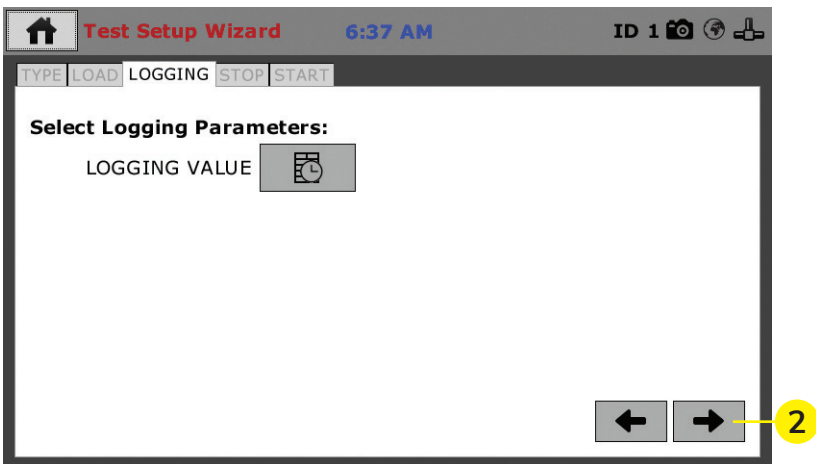 Test Setup Wizard 6:37 AM ID 1
TYPE LOAD LOGGING STOP START
Select Logging Parameters:
LOGGING VALUE
2